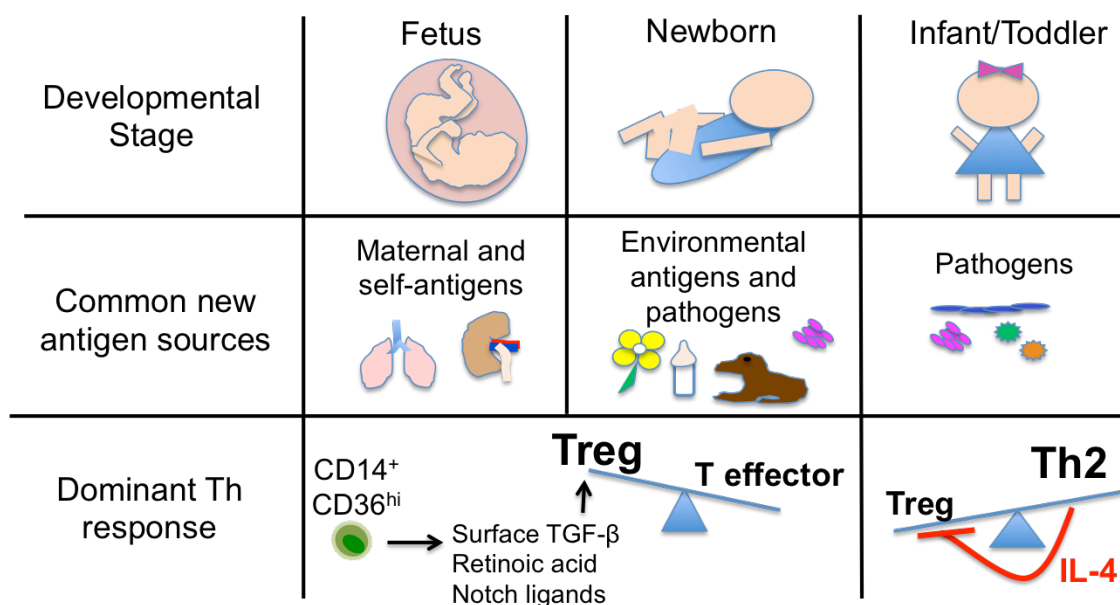 Fetus
Newborn
Infant/Toddler
Developmental
Stage
Common new
antigen sources
Maternal and
self-antigens
Environmental
antigens and
pathogens
Pathogens
Dominant Th
response
CD14⁺
CD36ʰⁱ
Surface TGF-β
Retinoic acid
Notch ligands
Treg
T effector
Th2
Treg
IL-4